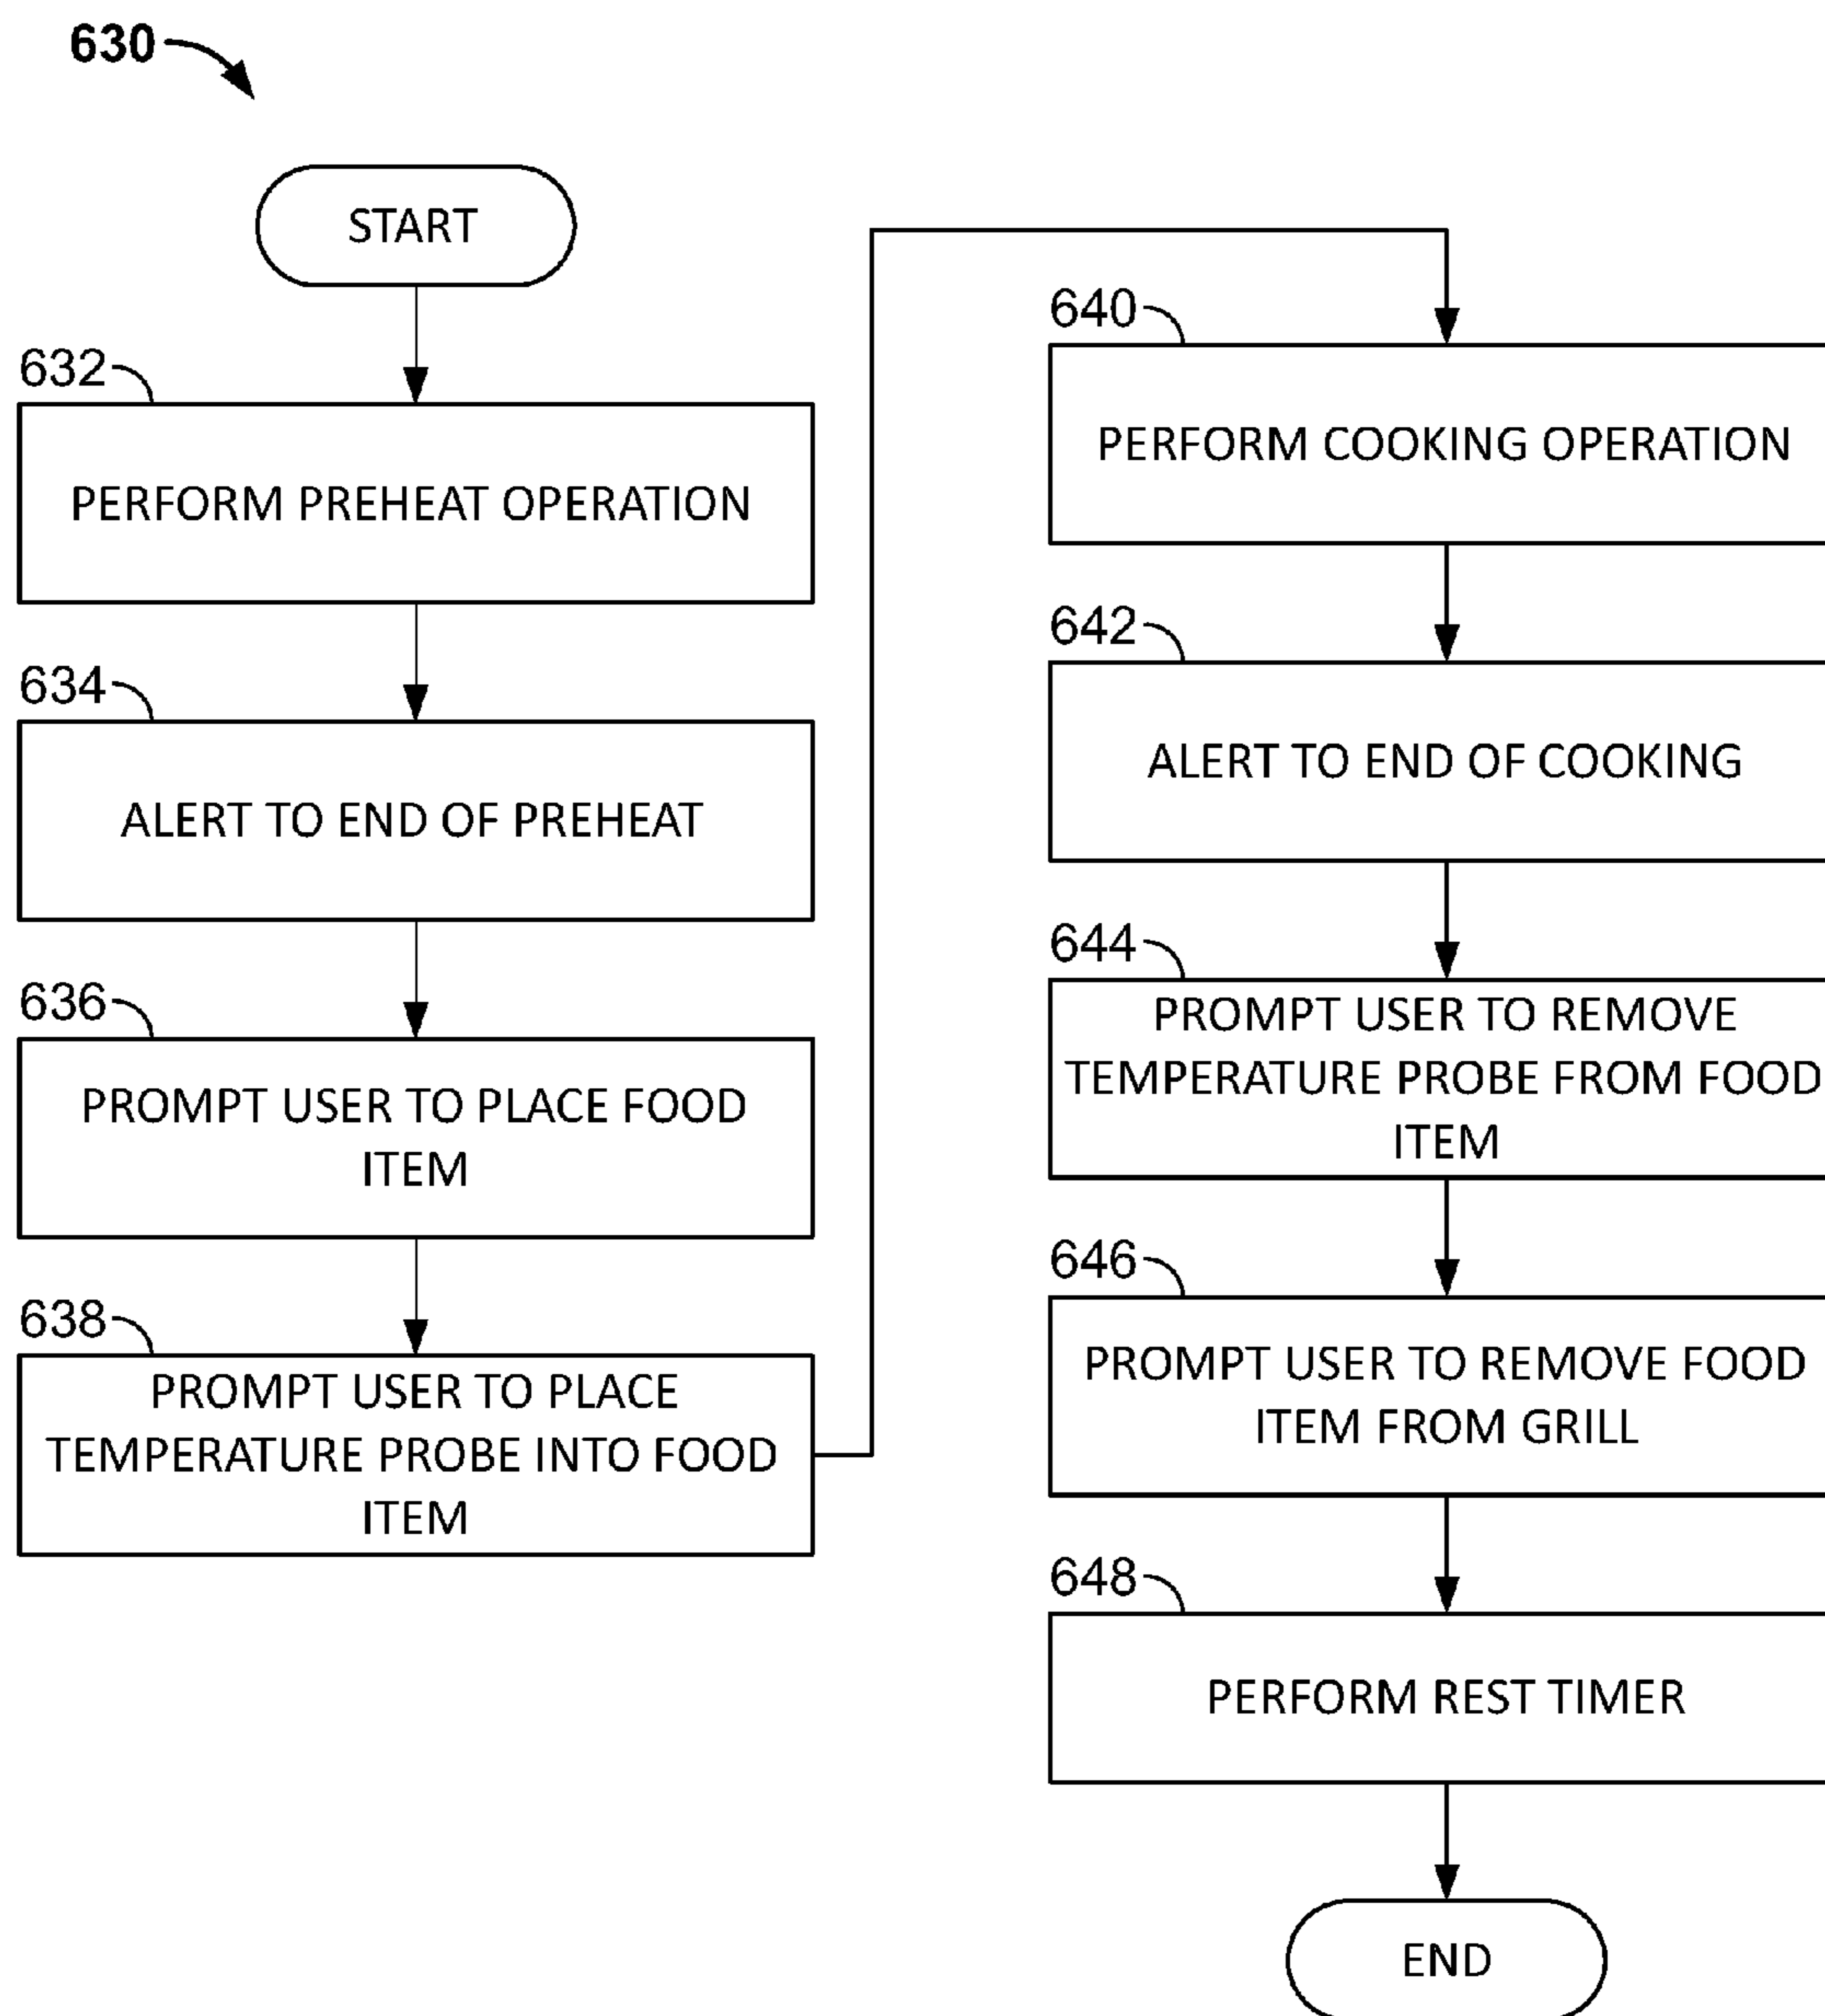 630
START
632
PERFORM PREHEAT OPERATION
634
ALERT TO END OF PREHEAT
636
PROMPT USER TO PLACE FOOD
ITEM
638
PROMPT USER TO PLACE
TEMPERATURE PROBE INTO FOOD
ITEM
640
PERFORM COOKING OPERATION
642
ALERT TO END OF COOKING
644
PROMPT USER TO REMOVE
TEMPERATURE PROBE FROM FOOD
ITEM
646
PROMPT USER TO REMOVE FOOD
ITEM FROM GRILL
648
PERFORM REST TIMER
END